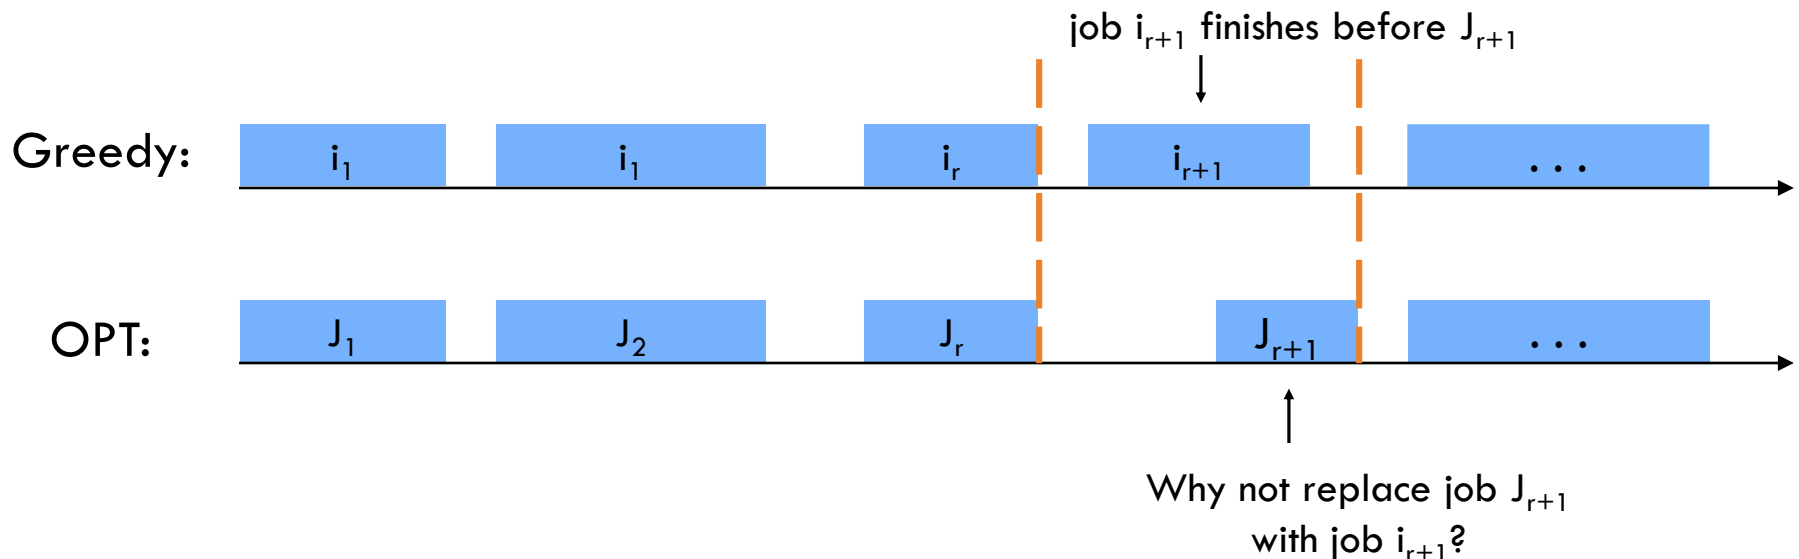 job i_{r+1} finishes before J_{r+1}
Greedy: i_1 i_1 i_r i_{r+1} . . .
OPT: J_1 J_2 J_r J_{r+1} . . .
Why not replace job J_{r+1}
with job i_{r+1}?